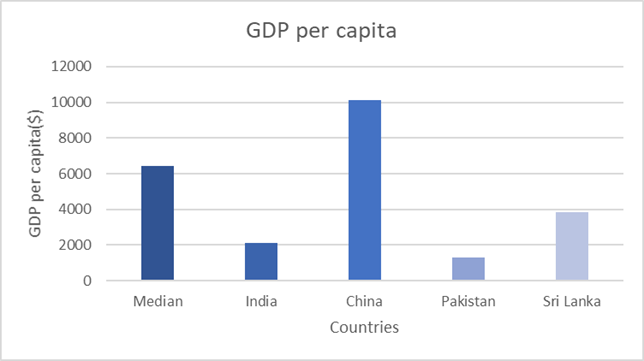 GDP per capita
12000
10000
8000
6000
4000
2000
0
GDP per capita($)
Median India China Pakistan Sri Lanka
Countries